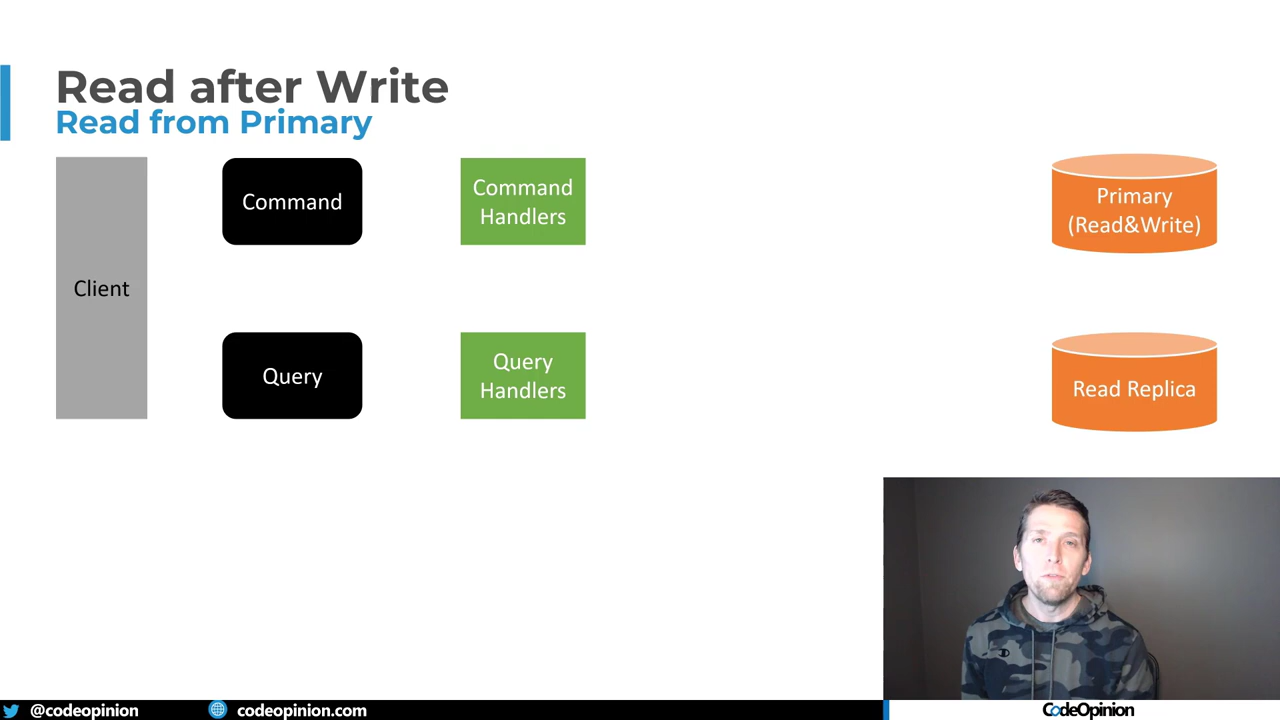 Read after Write
Read from Primary
Client
Command
Command
Handlers
Primary
(Read&Write)
Query
Query
Handlers
Read Replica
@codeopinion
codeopinion.com
CodeOpinion